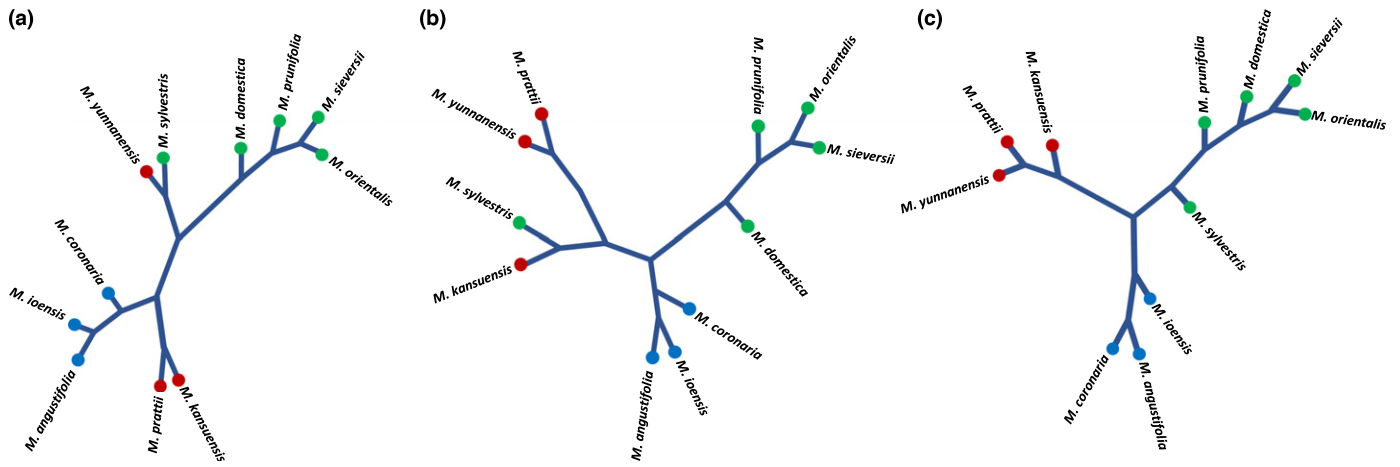 (a)
M. yunnanensis
M. sylvestris
M. domestica
M. prunifolia
M. sieversii
M. orientalis
M. coronaria
M. ioensis
M. angustifolia
M. prattii
M. kansuensis
(b)
M. prattii
M. yunnanensis
M. sylvestris
M. kansuensis
M. prunifolia
M. orientalis
M. sieversii
M. domestica
M. coronaria
M. ioensis
M. angustifolia
(c)
M. prattii
M. kansuensis
M. yunnanensis
M. prunifolia
M. domestica
M. sieversii
M. orientalis
M. sylvestris
M. ioensis
M. coronaria
M. angustifolia